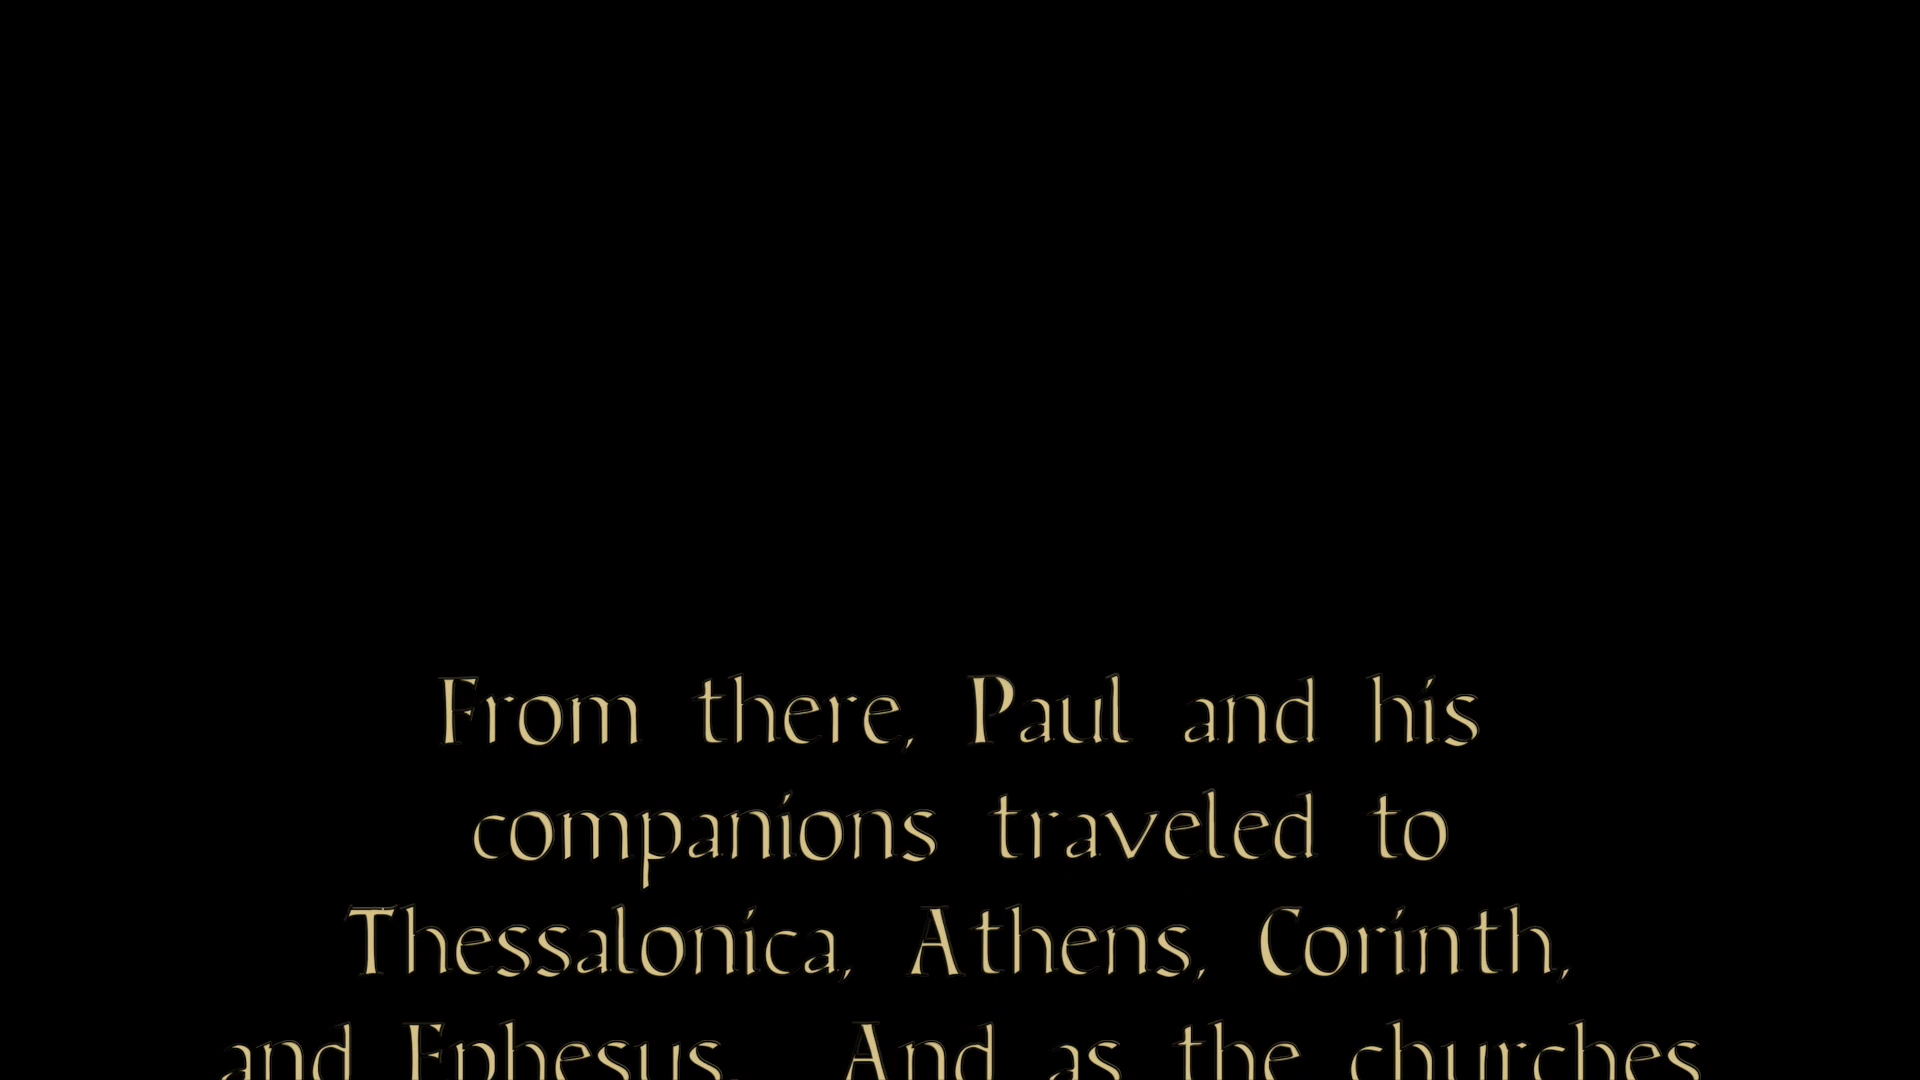 From there, Paul and his
companions traveled to
Thessalonica, Athens, Corinth,
and Ephesus. And as the churches